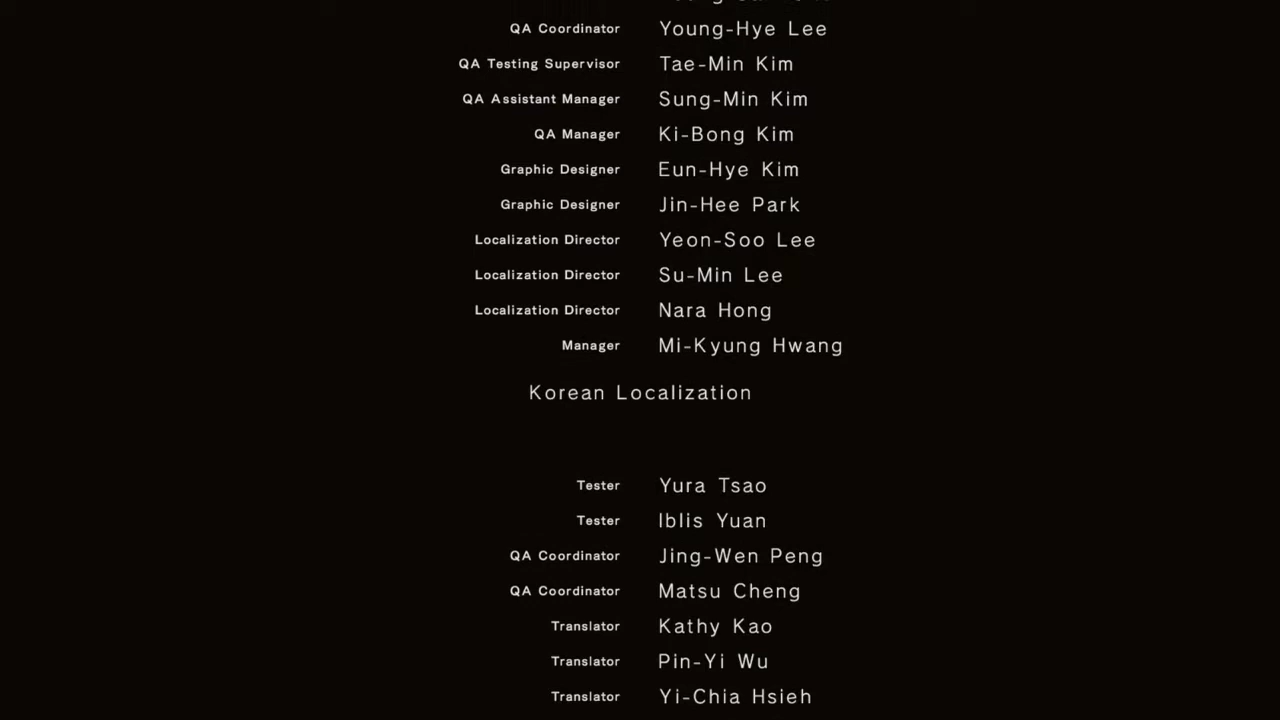 QA Coordinator Young-Hye Lee
QA Testing Supervisor Tae-Min Kim
QA Assistant Manager Sung-Min Kim
QA Manager Ki-Bong Kim
Graphic Designer Eun-Hye Kim
Graphic Designer Jin-Hee Park
Localization Director Yeon-Soo Lee
Localization Director Su-Min Lee
Localization Director Nara Hong
Manager Mi-Kyung Hwang
Korean Localization
Tester Yura Tsao
Tester Iblis Yuan
QA Coordinator Jing-Wen Peng
QA Coordinator Matsu Cheng
Translator Kathy Kao
Translator Pin-Yi Wu
Translator Yi-Chia Hsieh